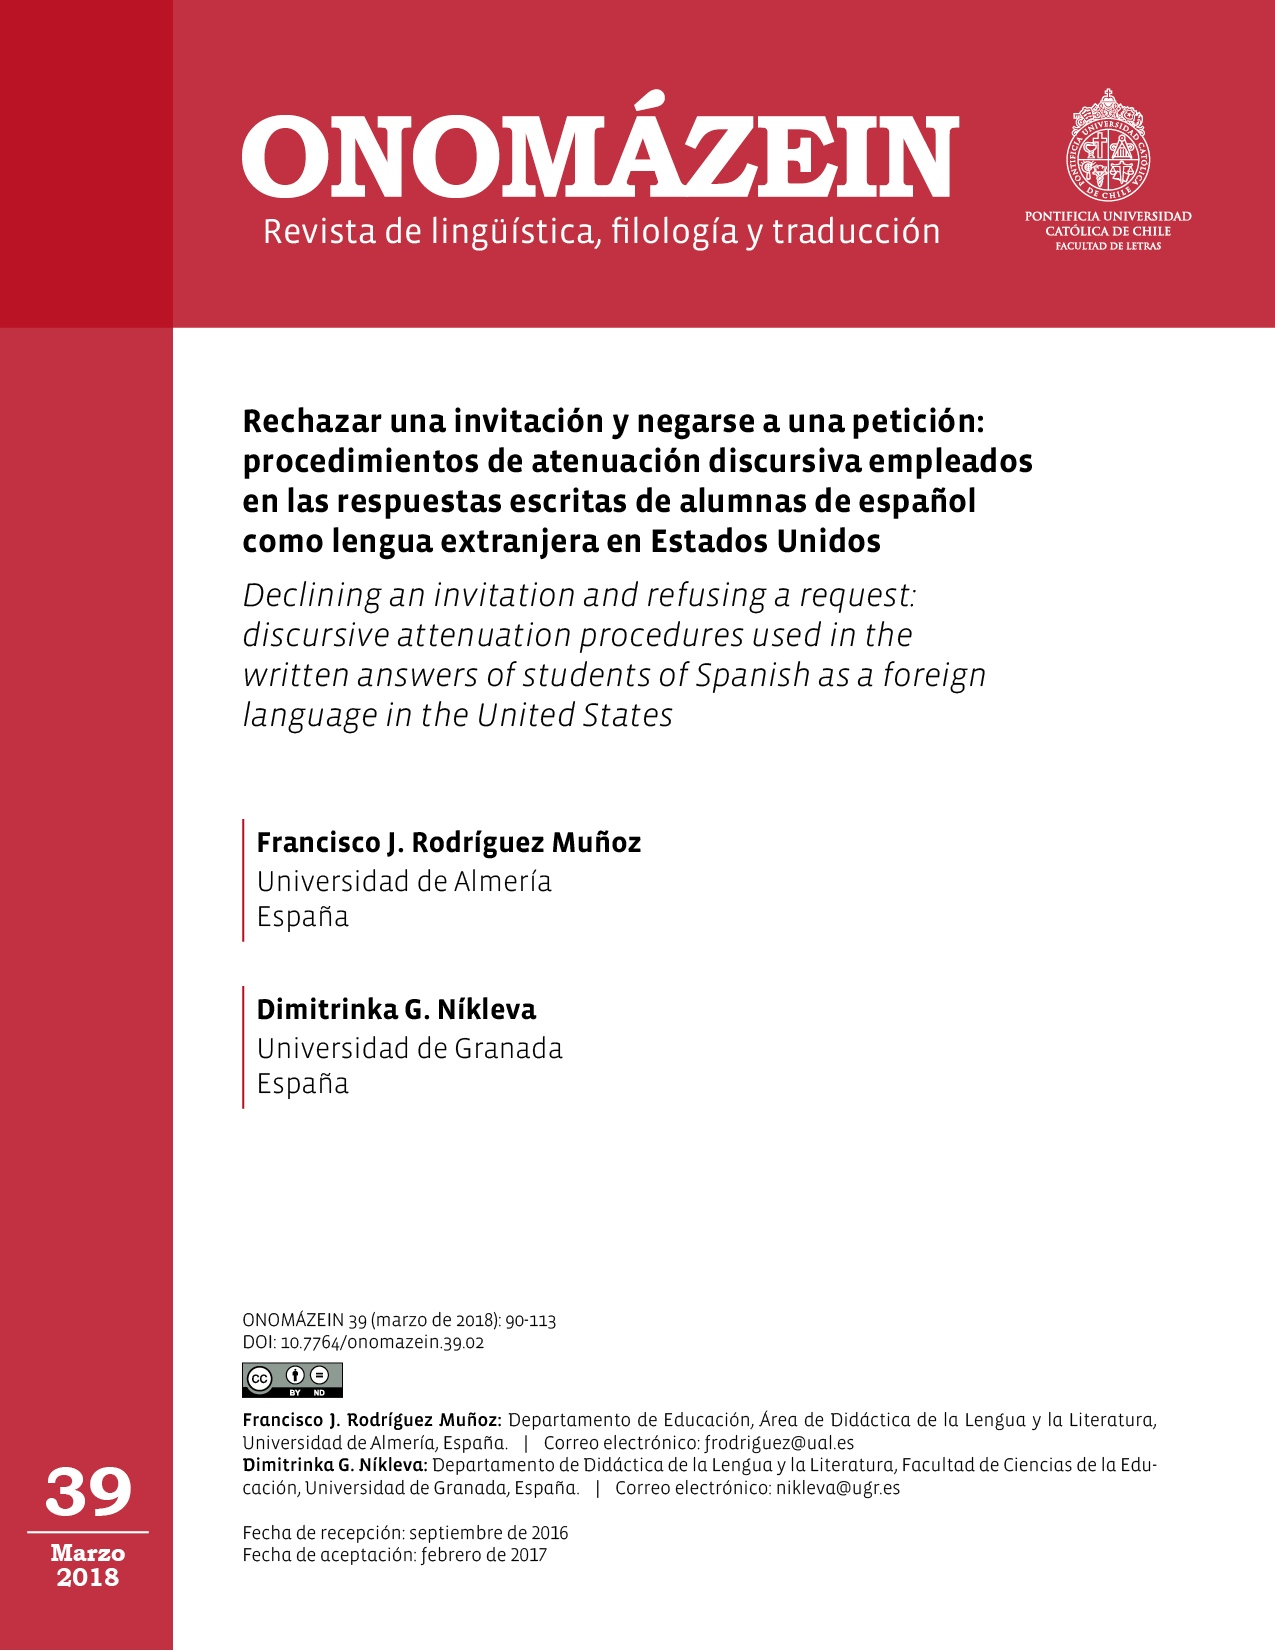 ONOMÁZEIN
Revista de lingüística, filología y traducción
PONTIFICIA UNIVERSIDAD CATÓLICA DE CHILE
PONTIFICIA UNIVERSIDAD
CATÓLICA DE CHILE
FACULTAD DE LETRAS
Rechazar una invitación y negarse a una petición:
procedimientos de atenuación discursiva empleados
en las respuestas escritas de alumnas de español
como lengua extranjera en Estados Unidos
Declining an invitation and refusing a request:
discursive attenuation procedures used in the
written answers of students of Spanish as a foreign
language in the United States
Francisco J. Rodríguez Muñoz
Universidad de Almería
España
Dimitrinka G. Níkleva
Universidad de Granada
España
ONOMÁZEIN 39 (marzo de 2018): 90-113
DOI: 10.7764/onomazein.39.02
CC BY ND
Francisco J. Rodríguez Muñoz: Departamento de Educación, Área de Didáctica de la Lengua y la Literatura,
Universidad de Almería, España. | Correo electrónico: frodriguez@ual.es
Dimitrinka G. Níkleva: Departamento de Didáctica de la Lengua y la Literatura, Facultad de Ciencias de la Edu-
cación, Universidad de Granada, España. | Correo electrónico: nikleva@ugr.es
Fecha de recepción: septiembre de 2016
Fecha de aceptación: febrero de 2017
39
Marzo
2018